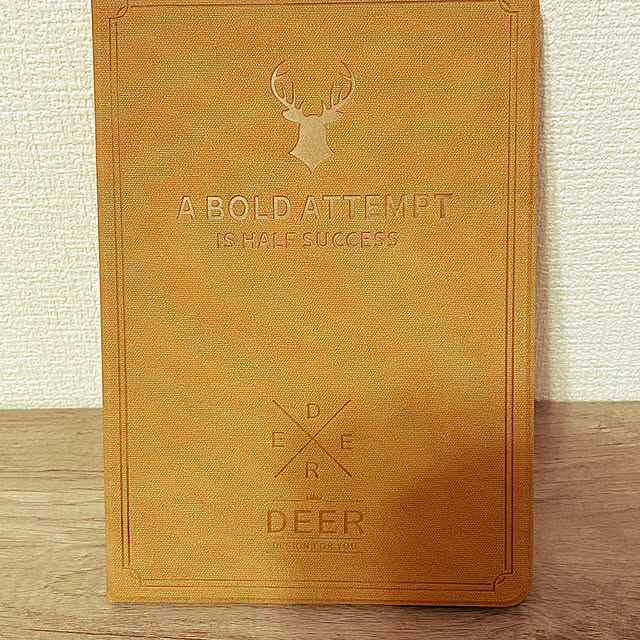 A BOLD ATTEMPT
IS HALF SUCCESS
D
E E
R
DEER
DESIGN FOR YOU